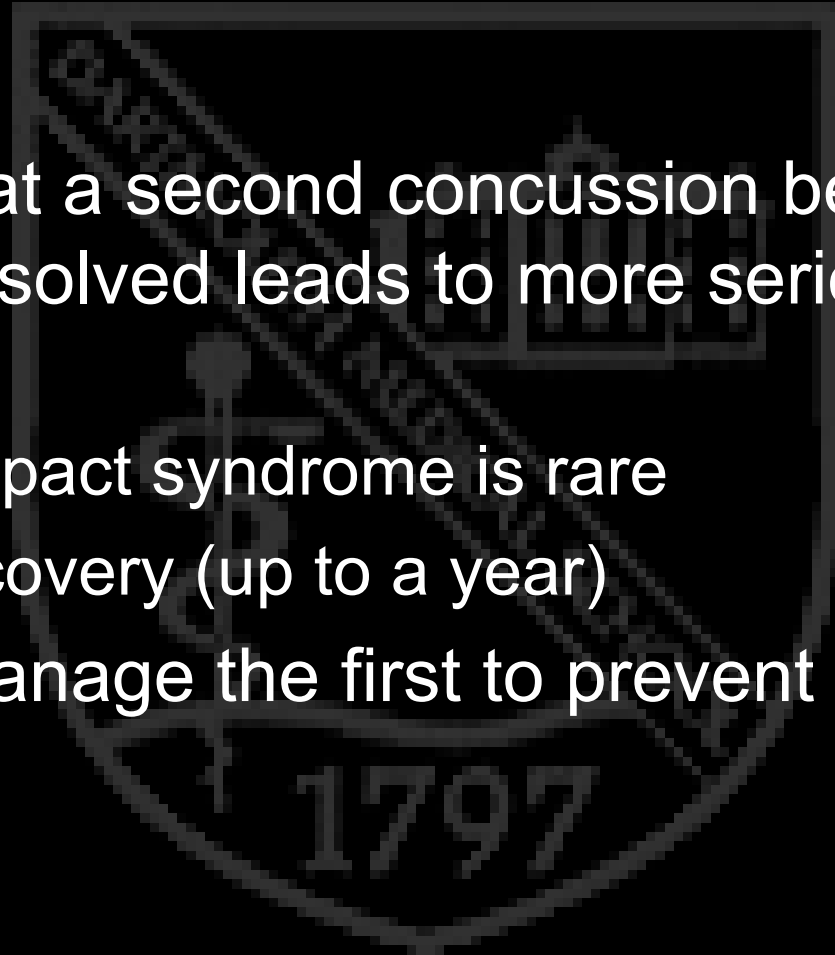 at a second concussion be
solved leads to more seri
pact syndrome is rare
covery (up to a year)
anage the first to prevent
1797